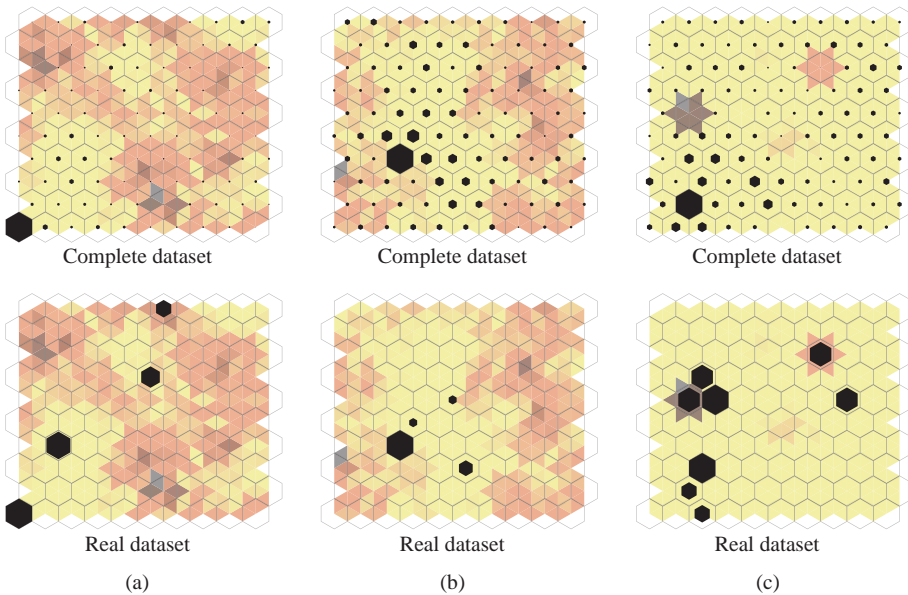 Complete dataset
Complete dataset
Complete dataset
Real dataset
Real dataset
Real dataset
(a)
(b)
(c)